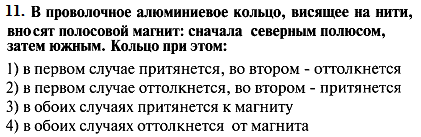 11. В проволочное алюминиевое кольцо, висящее на нити,
вносят полосовой магнит: сначала северным полюсом,
затем южным. Кольцо при этом:
1) в первом случае притянется, во втором - оттолкнется
2) в первом случае оттолкнется, во втором - притянется
3) в обоих случаях притянется к магниту
4) в обоих случаях оттолкнется от магнита